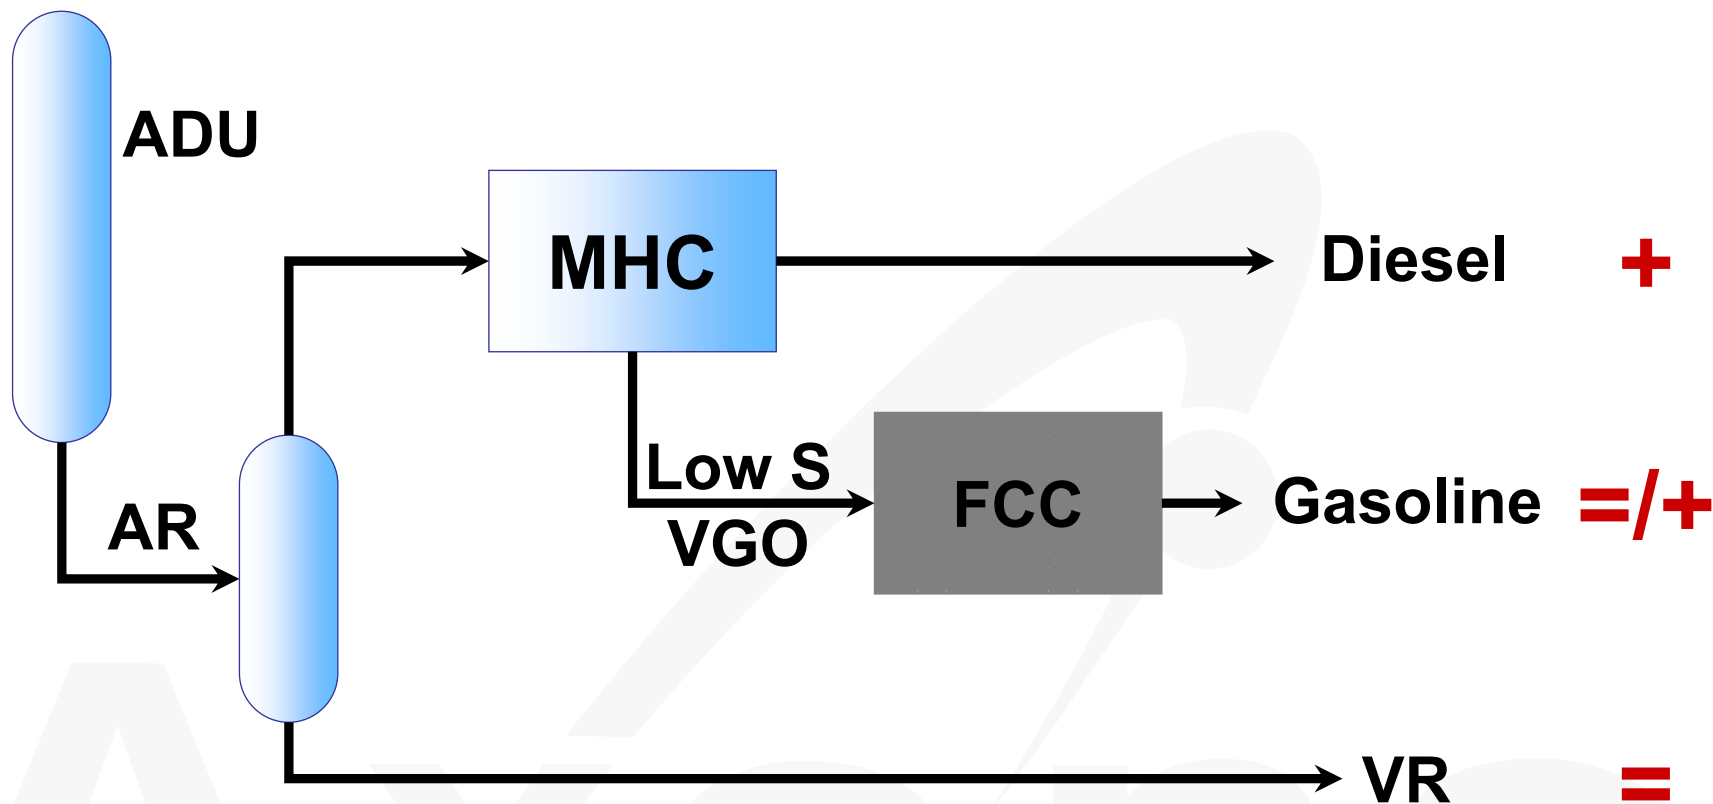 ADU
MHC
Diesel +
Low S
VGO
FCC
Gasoline =/+
AR
VR =